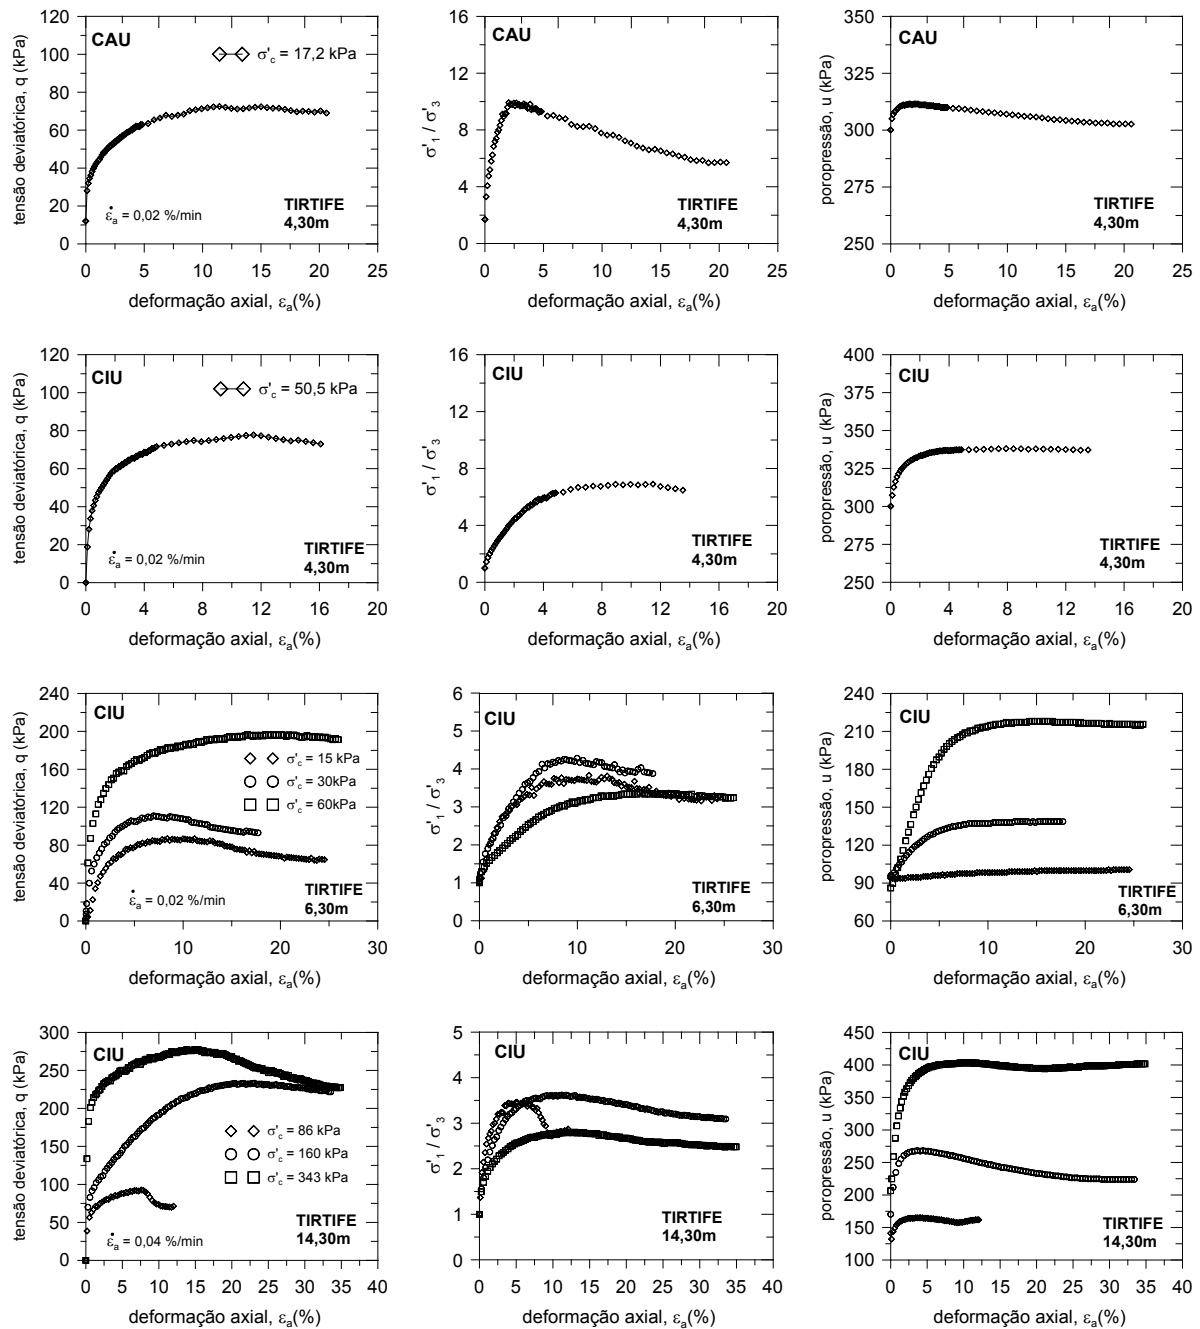 CAU
σ'c = 17,2 kPa
ε̇a = 0,02 %/min
TIRTIFE
4,30m
tensão deviatórica, q (kPa)
0 20 40 60 80 100 120
0 5 10 15 20 25
deformação axial, εa(%)
CAU
TIRTIFE
4,30m
σ'1 / σ'3
0 4 8 12 16
0 5 10 15 20 25
deformação axial, εa(%)
CAU
TIRTIFE
4,30m
poropressão, u (kPa)
250 275 300 325 350
0 5 10 15 20 25
deformação axial, εa(%)
CIU
σ'c = 50,5 kPa
ε̇a = 0,02 %/min
TIRTIFE
4,30m
tensão deviatórica, q (kPa)
0 20 40 60 80 100 120
0 4 8 12 16 20
deformação axial, εa(%)
CIU
TIRTIFE
4,30m
σ'1 / σ'3
0 4 8 12 16
0 4 8 12 16 20
deformação axial, εa(%)
CIU
TIRTIFE
4,30m
poropressão, u (kPa)
250 275 300 325 350 375 400
0 4 8 12 16 20
deformação axial, εa(%)
CIU
σ'c = 15 kPa
σ'c = 30kPa
σ'c = 60kPa
ε̇a = 0,02 %/min
TIRTIFE
6,30m
tensão deviatórica, q (kPa)
0 40 80 120 160 200 240
0 5 10 15 20 25 30
deformação axial, εa(%)
CIU
TIRTIFE
6,30m
σ'1 / σ'3
0 1 2 3 4 5 6
0 5 10 15 20 25 30
deformação axial, εa(%)
CIU
TIRTIFE
6,30m
poropressão, u (kPa)
60 90 120 150 180 210 240
0 5 10 15 20 25 30
deformação axial, εa(%)
CIU
σ'c = 86 kPa
σ'c = 160 kPa
σ'c = 343 kPa
ε̇a = 0,04 %/min
TIRTIFE
14,30m
tensão deviatórica, q (kPa)
0 50 100 150 200 250 300
0 5 10 15 20 25 30 35 40
deformação axial, εa(%)
CIU
TIRTIFE
14,30m
σ'1 / σ'3
0 1 2 3 4 5
0 5 10 15 20 25 30 35 40
deformação axial, εa(%)
CIU
TIRTIFE
14,30m
poropressão, u (kPa)
100 150 200 250 300 350 400 450
0 5 10 15 20 25 30 35 40
deformação axial, εa(%)